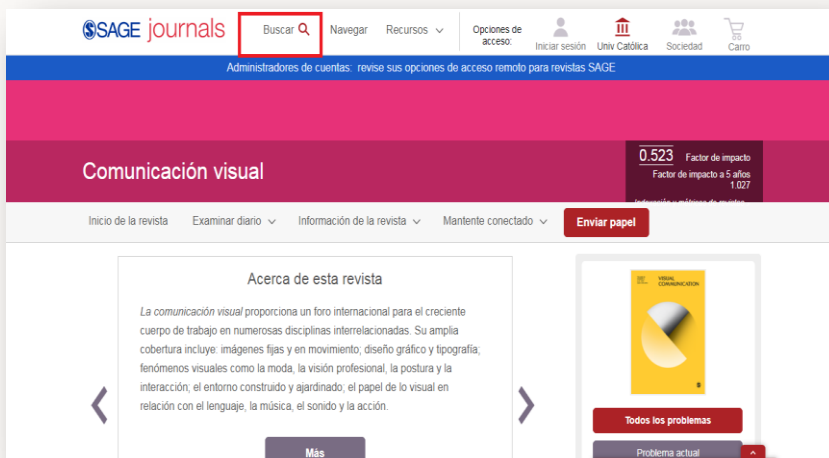 SAGE journals
Buscar
Navegar
Recursos
Opciones de
acceso:
Iniciar sesión
Univ Católica
Sociedad
Carro
Administradores de cuentas: revise sus opciones de acceso remoto para revistas SAGE
Comunicación visual
0.523 Factor de impacto
Factor de impacto a 5 años
1.027
Indexación y métricas de revistas
Inicio de la revista
Examinar diario
Información de la revista
Mantente conectado
Enviar papel
Acerca de esta revista
La comunicación visual proporciona un foro internacional para el creciente
cuerpo de trabajo en numerosas disciplinas interrelacionadas. Su amplia
cobertura incluye: imágenes fijas y en movimiento; diseño gráfico y tipografía;
fenómenos visuales como la moda, la visión profesional, la postura y la
interacción; el entorno construido y ajardinado; el papel de lo visual en
relación con el lenguaje, la música, el sonido y la acción.
Más
VISUAL
COMMUNICATION
Todos los problemas
Problema actual